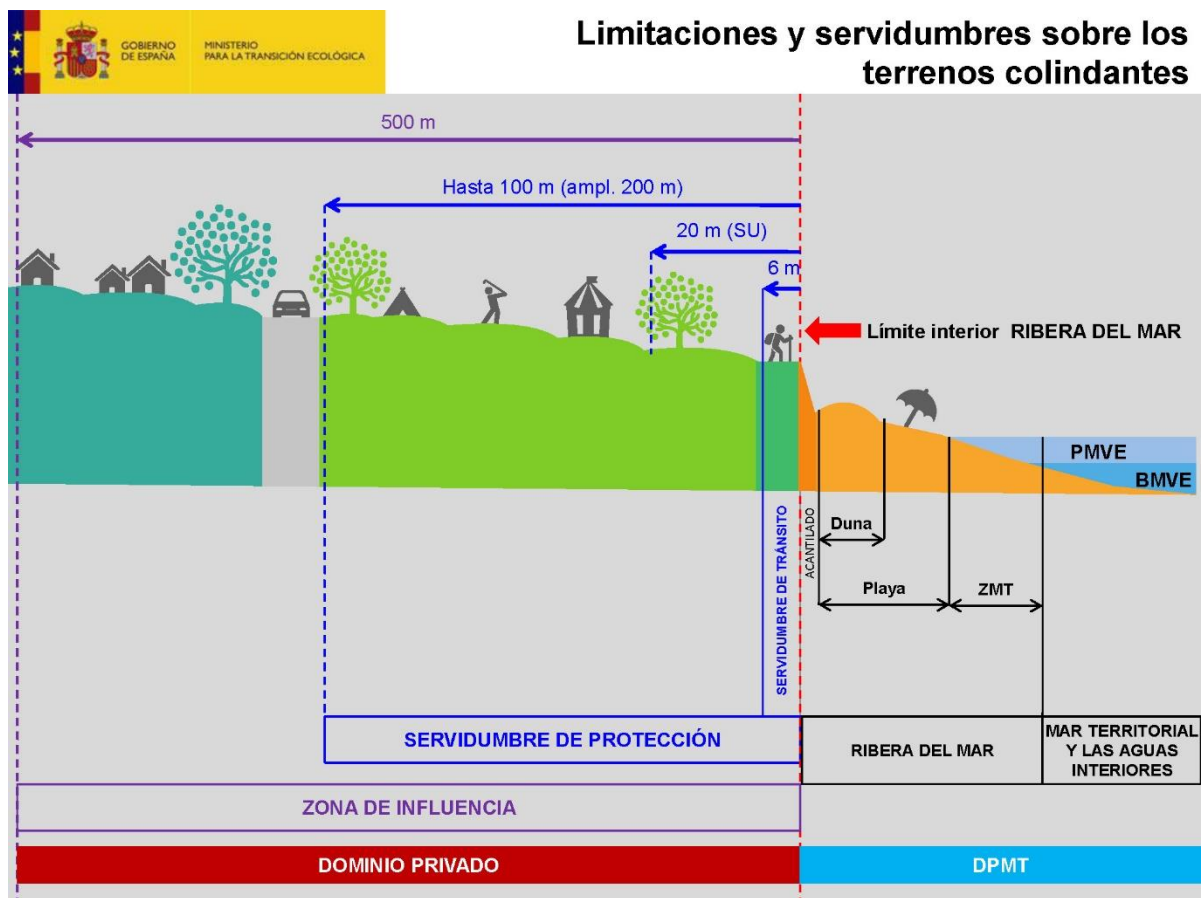 GOBIERNO
DE ESPAÑA
MINISTERIO
PARA LA TRANSICIÓN ECOLÓGICA
Limitaciones y servidumbres sobre los
terrenos colindantes
500 m
Hasta 100 m (ampl. 200 m)
20 m (SU)
6 m
Límite interior RIBERA DEL MAR
PMVE
BMVE
SERVIDUMBRE DE TRÁNSITO
ACANTILADO
Duna
Playa
ZMT
SERVIDUMBRE DE PROTECCIÓN
RIBERA DEL MAR
MAR TERRITORIAL
Y LAS AGUAS
INTERIORES
ZONA DE INFLUENCIA
DOMINIO PRIVADO
DPMT